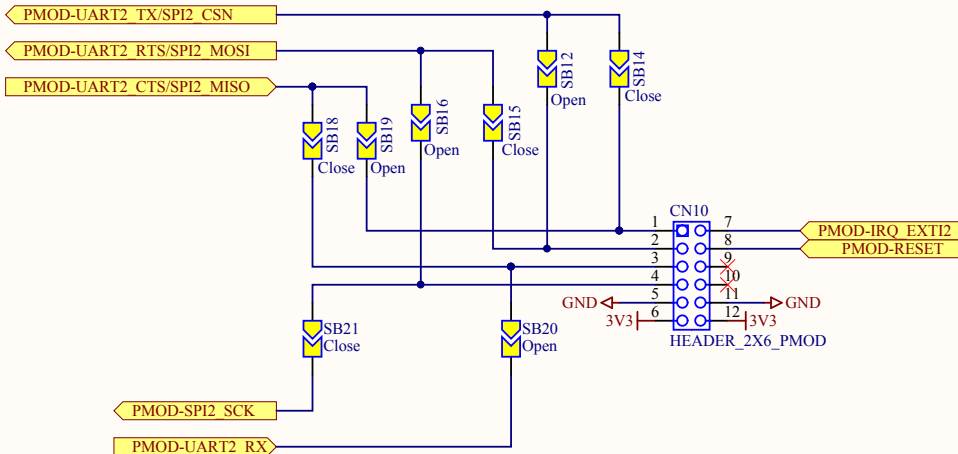 PMOD-UART2_TX/SPI2_CSN
PMOD-UART2_RTS/SPI2_MOSI
PMOD-UART2_CTS/SPI2_MISO
SB12
Open
SB14
Close
SB16
Open
SB15
Close
SB18
Close
SB19
Open
CN10
1 7
PMOD-IRQ_EXTI2
2 8
PMOD-RESET
3 9
4 10
GND 5 11 GND
3V3 6 12 3V3
HEADER_2X6_PMOD
SB21
Close
SB20
Open
PMOD-SPI2_SCK
PMOD-UART2_RX